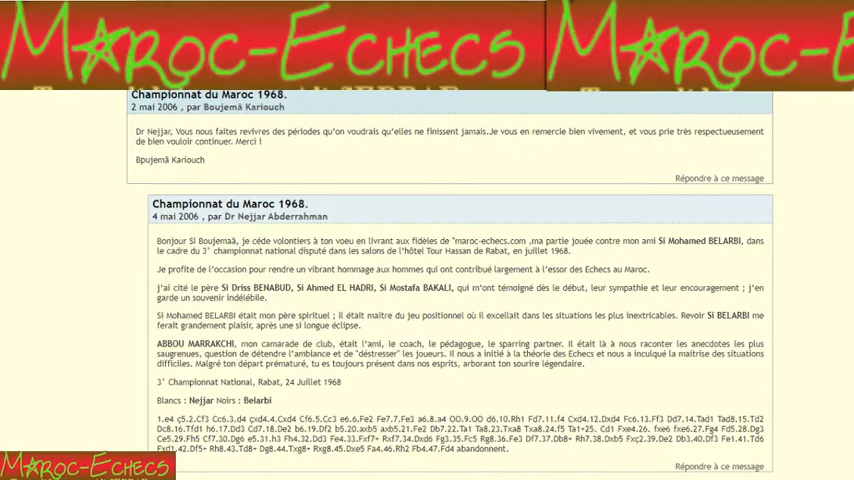 MAROC-ECHECS
MAROC-E
Championnat du Maroc 1968.
2 mai 2006 , par Boujemâ Kariouch
Dr Nejjar, Vous nous faites revivres des périodes qu'on voudrais qu'elles ne finissent jamais.Je vous en remercie bien vivement, et vous prie très respectueusement
de bien vouloir continuer. Merci !
Bpujemâ Kariouch
Répondre à ce message
Championnat du Maroc 1968.
4 mai 2006 , par Dr Nejjar Abderrahman
Bonjour Si Boujemaâ, je céde volontiers à ton voeu en livrant aux fidèles de "maroc-echecs.com ,ma partie jouée contre mon ami Si Mohamed BELARBI, dans
le cadre du 3° championnat national disputé dans les salons de l'hôtel Tour Hassan de Rabat, en juillet 1968.
Je profite de l'occasion pour rendre un vibrant hommage aux hommes qui ont contribué largement à l'essor des Echecs au Maroc.
j'ai cité le père Si Driss BENABUD, Si Ahmed EL HADRI, Si Mostafa BAKALI, qui m'ont témoigné dès le début, leur sympathie et leur encouragement ; j'en
garde un souvenir indélébile.
Si Mohamed BELARBI était mon père spirituel ; il était maitre du jeu positionnel où il excellait dans les situations les plus inextricables. Revoir Si BELARBI me
ferait grandement plaisir, après une si longue éclipse.
ABBOU MARRAKCHI, mon camarade de club, était l'ami, le coach, le pédagogue, le sparring partner. Il était là à nous raconter les anecdotes les plus
saugrenues, question de détendre l'ambiance et de "déstresser" les joueurs. Il nous a initié à la théorie des Echecs et nous a inculqué la maitrise des situations
difficiles. Malgré ton départ prématuré, tu es toujours présent dans nos esprits, arborant ton sourire légendaire.
3° Championnat National, Rabat, 24 Juillet 1968
Blancs : Nejjar Noirs : Belarbi
1.e4 ç5.2.Cf3 Cc6.3.d4 çxd4.4.Cxd4 Cf6.5.Cc3 e6.6.Fe2 Fe7.7.Fe3 a6.8.a4 OO.9.OO d6.10.Rh1 Fd7.11.f4 Cxd4.12.Dxd4 Fc6.13.Ff3 Dd7.14.Tad1 Tad8.15.Td2
Dc8.16.Tfd1 h6.17.Dd3 Cd7.18.De2 b6.19.Df2 b5.20.axb5 axb5.21.Fe2 Db7.22.Ta1 Ta8.23.Txa8 Txa8.24.f5 Ta1+25. Cd1 Fxe4.26. fxe6 fxe6.27.Fg4 Fd5.28.Dg3
Ce5.29.Fh5 Cf7.30.Dg6 e5.31.h3 Fh4.32.Dd3 Fe4.33.Fxf7+ Rxf7.34.Dxd6 Fg3.35.Fc5 Rg8.36.Fe3 Df7.37.Db8+ Rh7.38.Dxb5 Fxç2.39.De2 Db3.40.Df3 Fe1.41.Td6
Fxd1.42.Df5+ Rh8.43.Td8+ Dg8.44.Txg8+ Rxg8.45.Dxe5 Fa4.46.Rh2 Fb4.47.Fd4 abandonnent.
MAROC-ECHECS
Répondre à ce message